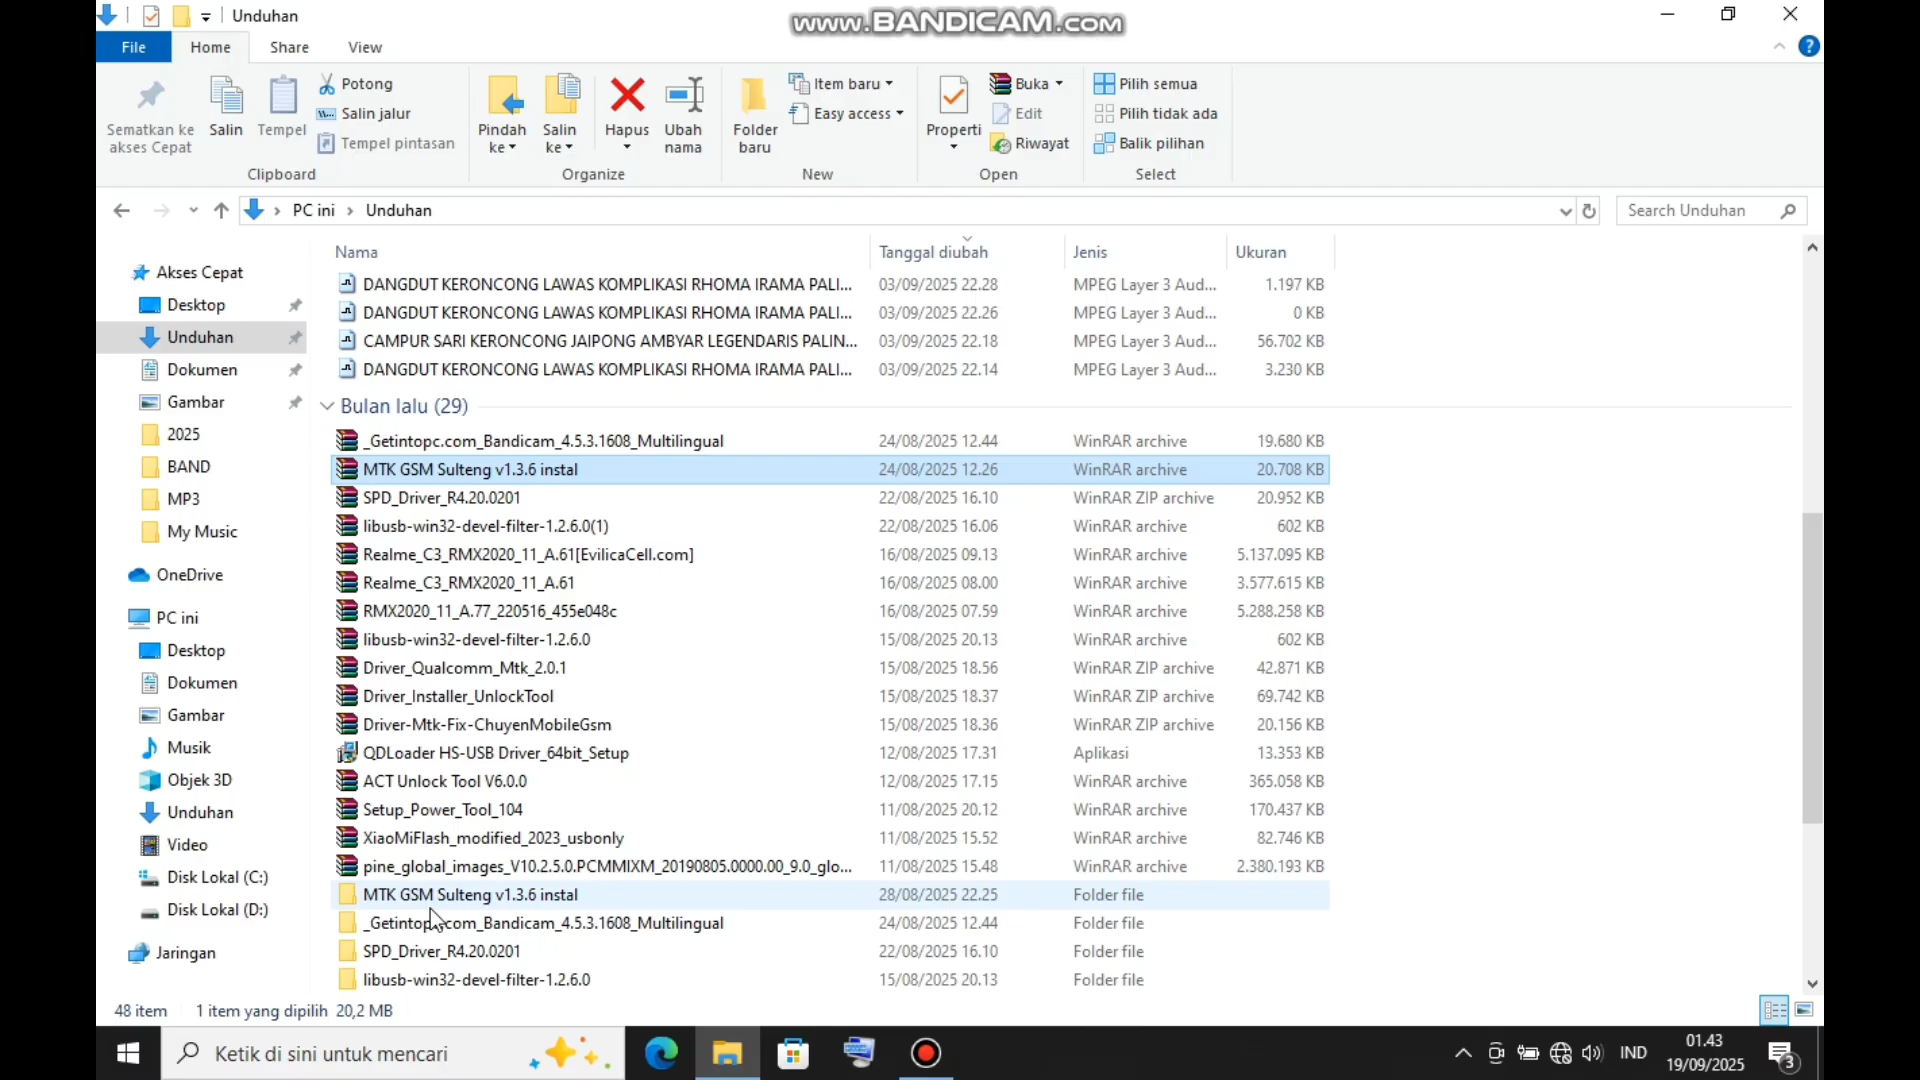 Unduhan
www.BANDICAM.com
File Home Share View
Sematkan ke akses Cepat
Salin
Tempel
Potong
Salin jalur
Tempel pintasan
Clipboard
Pindah ke
Salin ke
Hapus
Ubah nama
Organize
Folder baru
Item baru
Easy access
New
Properti
Buka
Edit
Riwayat
Open
Pilih semua
Pilih tidak ada
Balik pilihan
Select
PC ini > Unduhan
Search Unduhan
Akses Cepat
Desktop
Unduhan
Dokumen
Gambar
2025
BAND
MP3
My Music
OneDrive
PC ini
Desktop
Dokumen
Gambar
Musik
Objek 3D
Unduhan
Video
Disk Lokal (C:)
Disk Lokal (D:)
Jaringan
Nama Tanggal diubah Jenis Ukuran
DANGDUT KERONCONG LAWAS KOMPLIKASI RHOMA IRAMA PALI... 03/09/2025 22.28 MPEG Layer 3 Aud... 1.197 KB
DANGDUT KERONCONG LAWAS KOMPLIKASI RHOMA IRAMA PALI... 03/09/2025 22.26 MPEG Layer 3 Aud... 0 KB
CAMPUR SARI KERONCONG JAIPONG AMBYAR LEGENDARIS PALIN... 03/09/2025 22.18 MPEG Layer 3 Aud... 56.702 KB
DANGDUT KERONCONG LAWAS KOMPLIKASI RHOMA IRAMA PALI... 03/09/2025 22.14 MPEG Layer 3 Aud... 3.230 KB
Bulan lalu (29)
_Getintopc.com_Bandicam_4.5.3.1608_Multilingual 24/08/2025 12.44 WinRAR archive 19.680 KB
MTK GSM Sulteng v1.3.6 instal 24/08/2025 12.26 WinRAR archive 20.708 KB
SPD_Driver_R4.20.0201 22/08/2025 16.10 WinRAR ZIP archive 20.952 KB
libusb-win32-devel-filter-1.2.6.0(1) 22/08/2025 16.06 WinRAR archive 602 KB
Realme_C3_RMX2020_11_A.61[EvilicaCell.com] 16/08/2025 09.13 WinRAR archive 5.137.095 KB
Realme_C3_RMX2020_11_A.61 16/08/2025 08.00 WinRAR archive 3.577.615 KB
RMX2020_11_A.77_220516_455e048c 16/08/2025 07.59 WinRAR archive 5.288.258 KB
libusb-win32-devel-filter-1.2.6.0 15/08/2025 20.13 WinRAR archive 602 KB
Driver_Qualcomm_Mtk_2.0.1 15/08/2025 18.56 WinRAR ZIP archive 42.871 KB
Driver_Installer_UnlockTool 15/08/2025 18.37 WinRAR ZIP archive 69.742 KB
Driver-Mtk-Fix-ChuyenMobileGsm 15/08/2025 18.36 WinRAR ZIP archive 20.156 KB
QDLoader HS-USB Driver_64bit_Setup 12/08/2025 17.31 Aplikasi 13.353 KB
ACT Unlock Tool V6.0.0 12/08/2025 17.15 WinRAR archive 365.058 KB
Setup_Power_Tool_104 11/08/2025 20.12 WinRAR archive 170.437 KB
XiaoMiFlash_modified_2023_usbonly 11/08/2025 15.52 WinRAR archive 82.746 KB
pine_global_images_V10.2.5.0.PCMMIXM_20190805.0000.00_9.0_glo... 11/08/2025 15.48 WinRAR archive 2.380.193 KB
MTK GSM Sulteng v1.3.6 instal 28/08/2025 22.25 Folder file
_Getintopc.com_Bandicam_4.5.3.1608_Multilingual 24/08/2025 12.44 Folder file
SPD_Driver_R4.20.0201 22/08/2025 16.10 Folder file
libusb-win32-devel-filter-1.2.6.0 15/08/2025 20.13 Folder file
48 item 1 item yang dipilih 20,2 MB
Ketik di sini untuk mencari
IND
01.43
19/09/2025
3